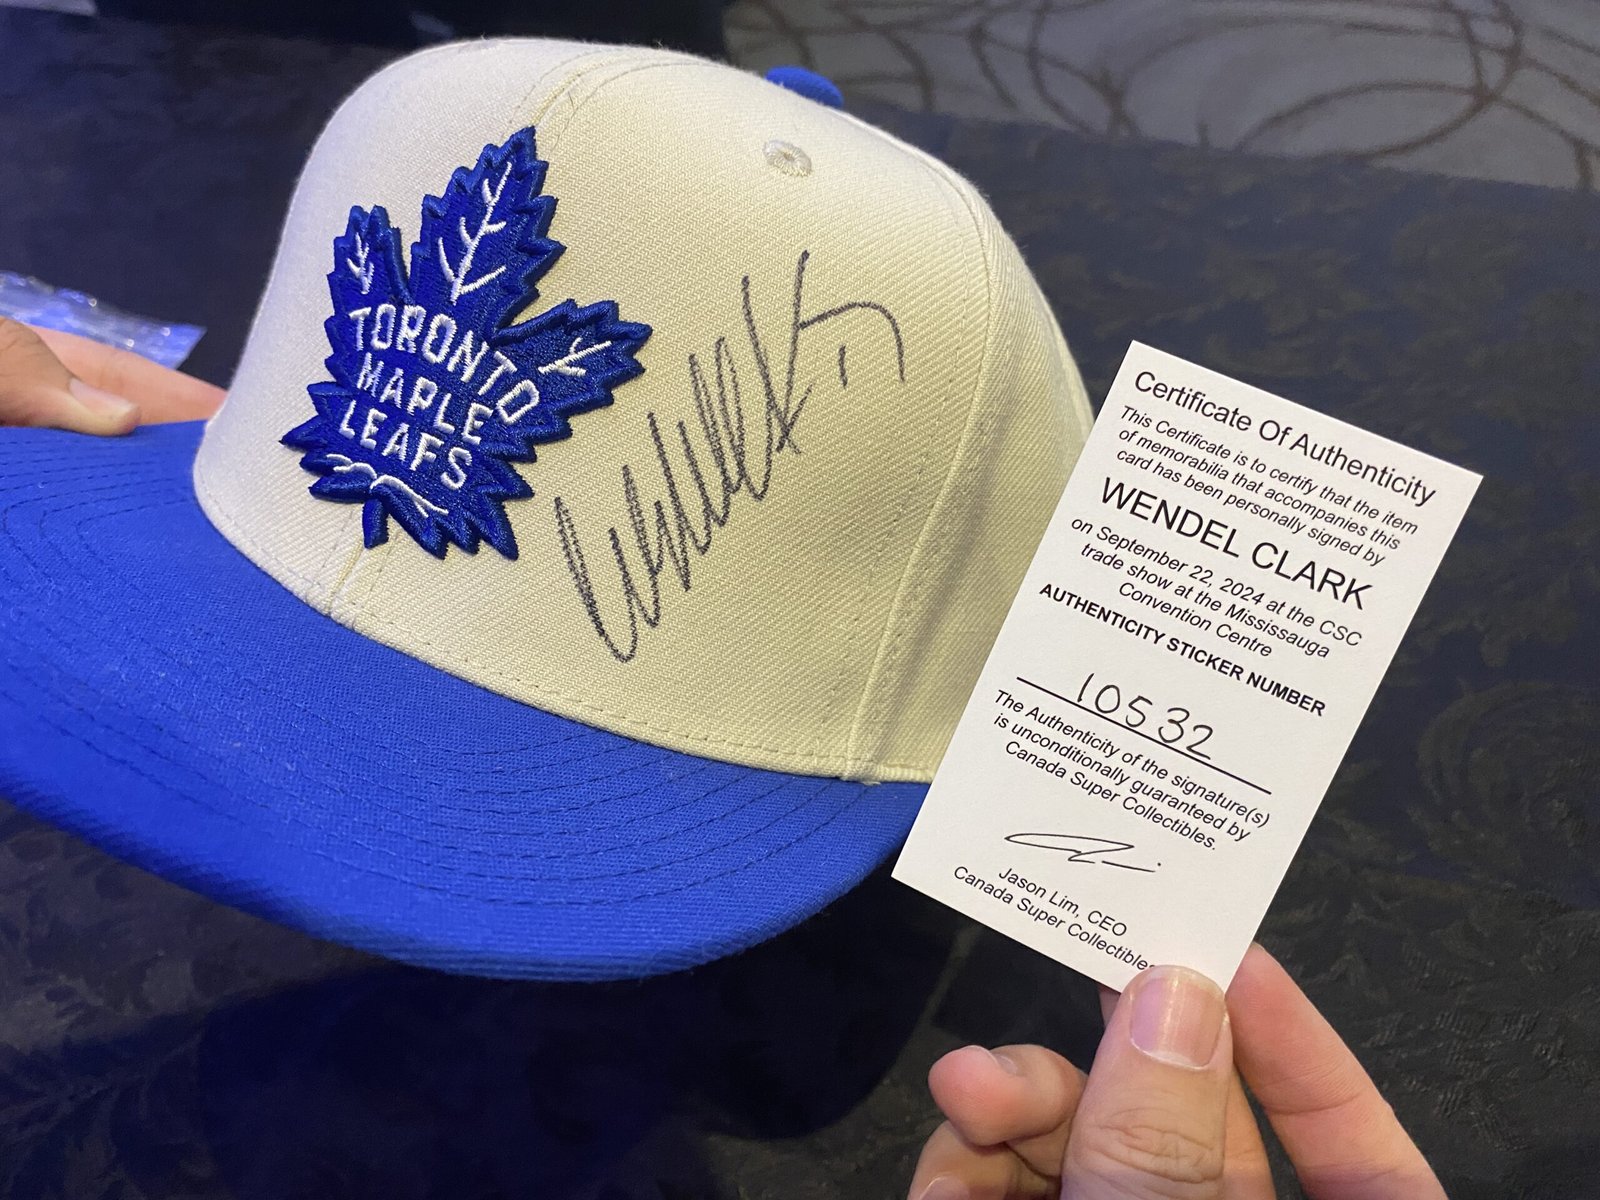 TORONTO
MAPLE
LEAFS
Certificate Of Authenticity
This Certificate is to certify that the item
of memorabilia that accompanies this
card has been personally signed by
WENDEL CLARK
on September 22, 2024 at the CSC
trade show at the Mississauga
Convention Centre
AUTHENTICITY STICKER NUMBER
10532
The Authenticity of the signature(s)
is unconditionally guaranteed by
Canada Super Collectibles.
Jason Lim, CEO
Canada Super Collectibles